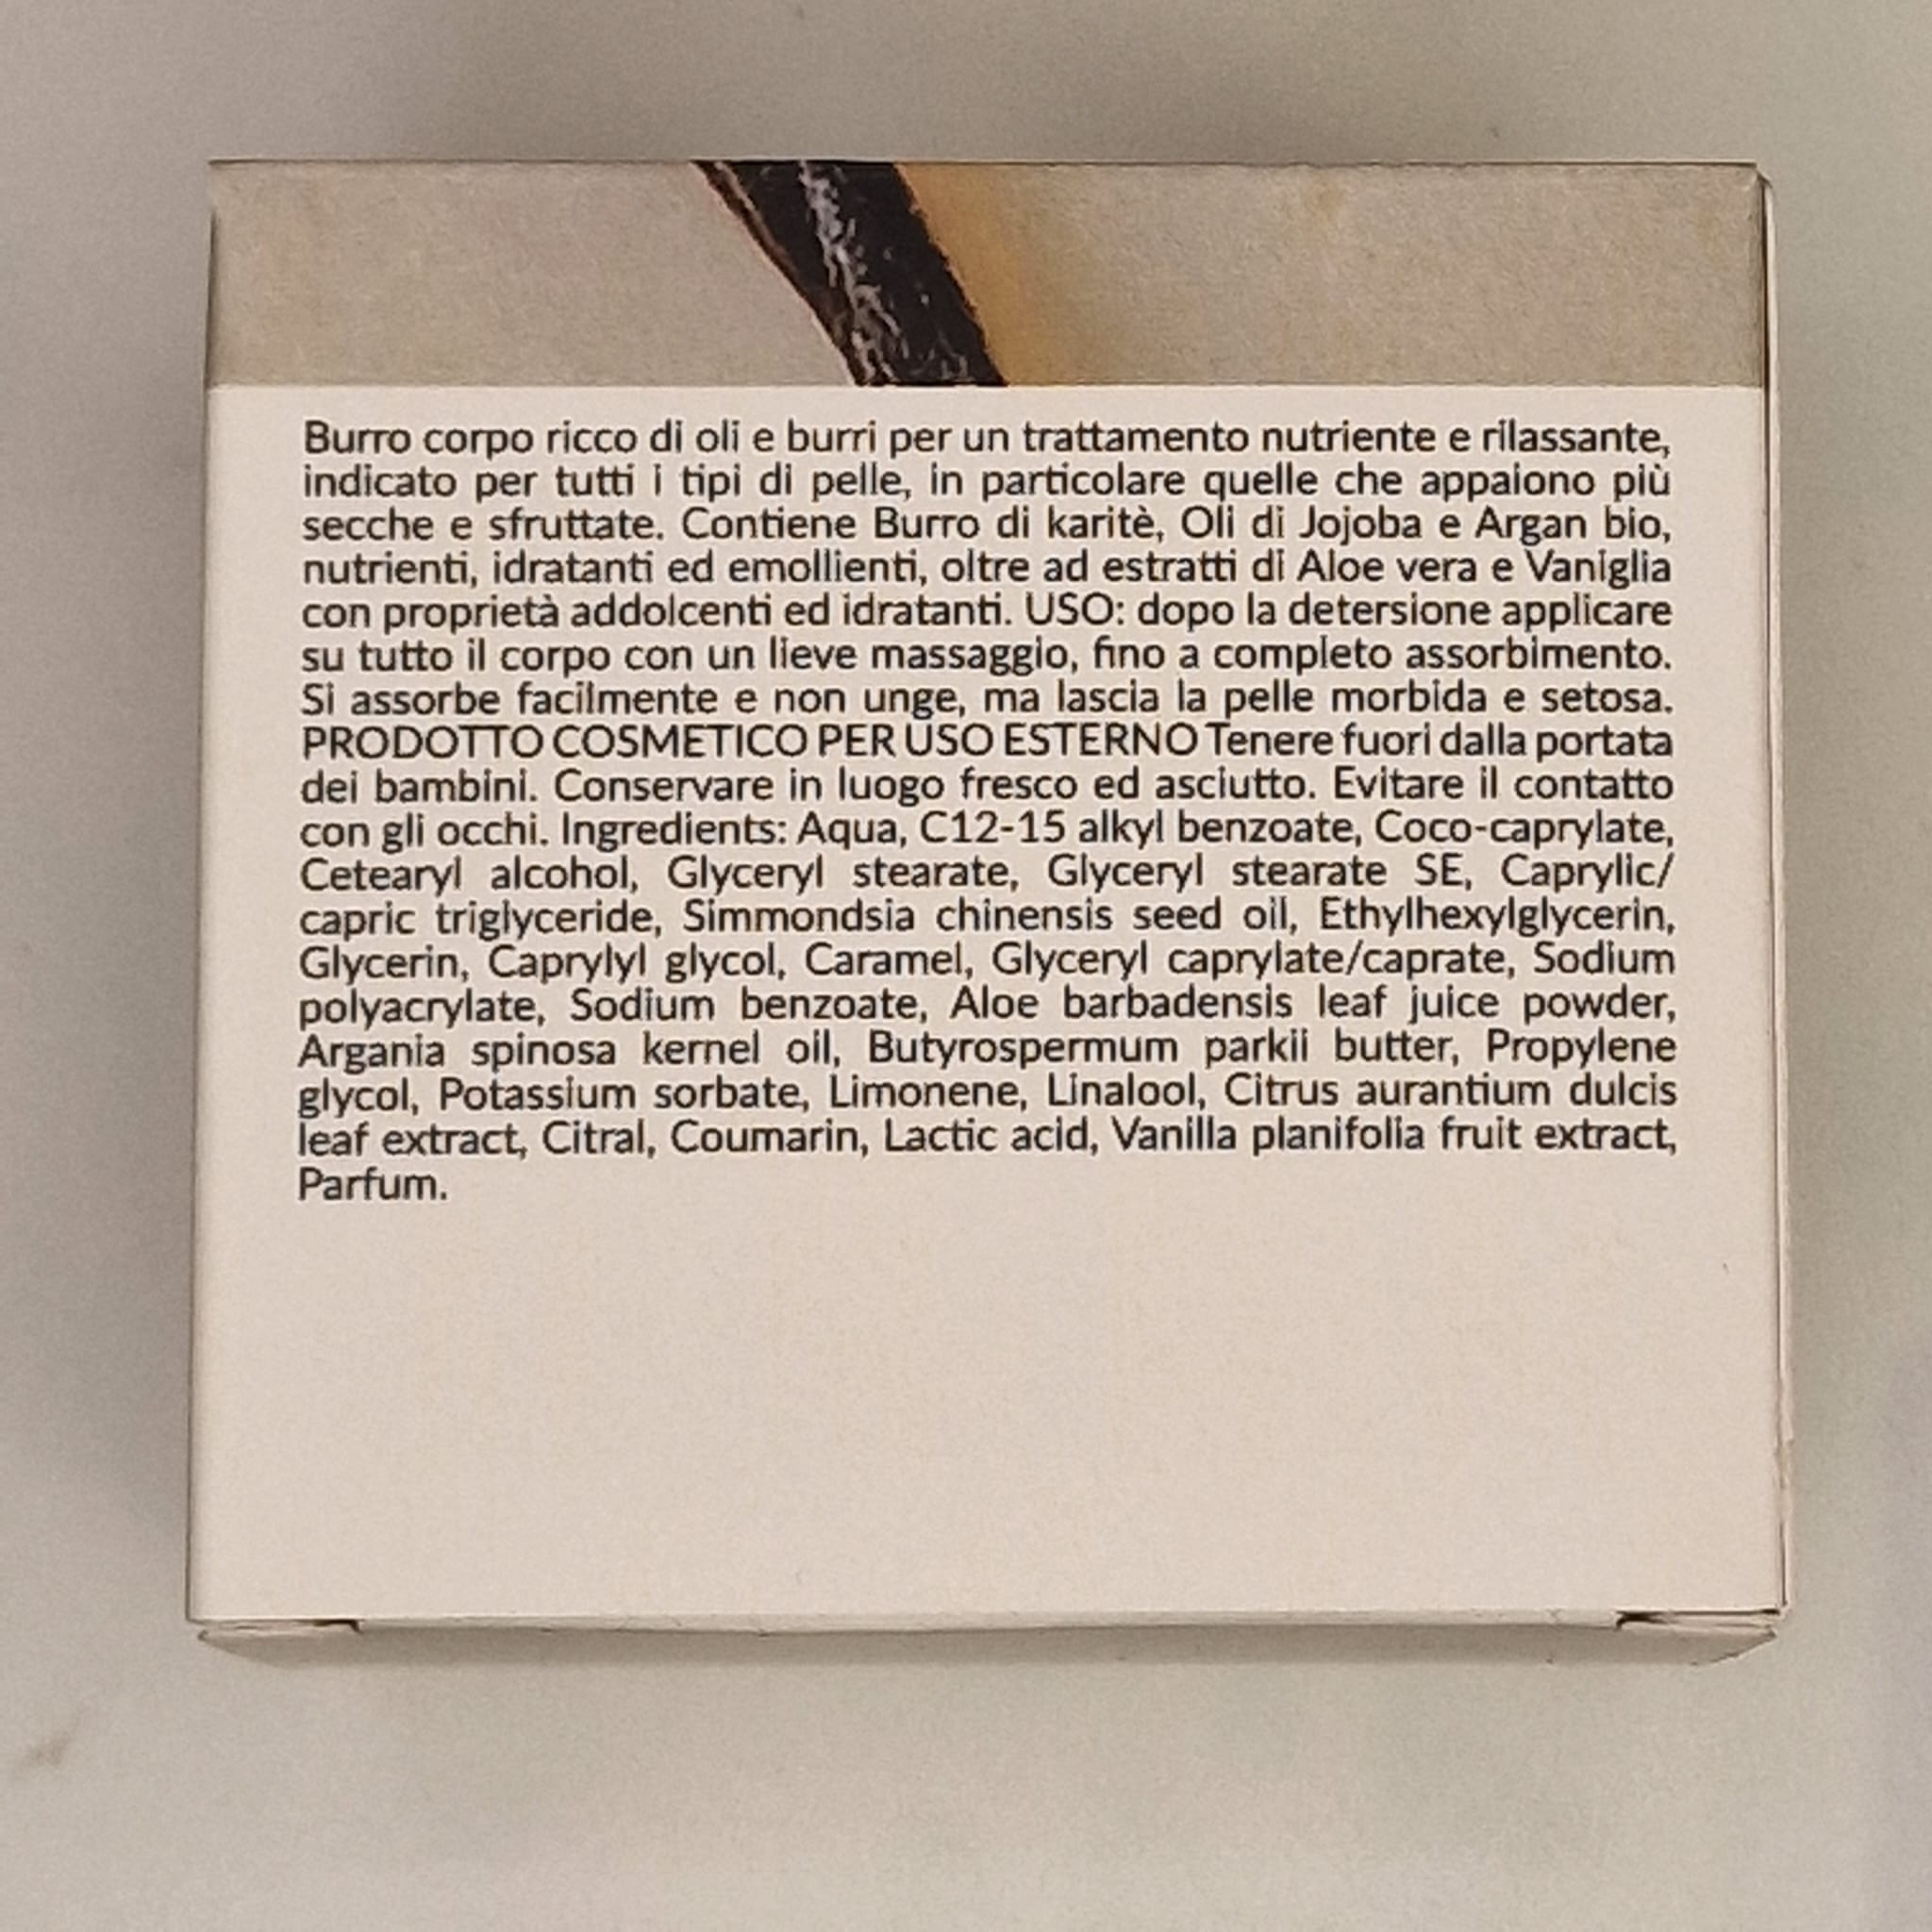 Burro corpo ricco di oli e burri per un trattamento nutriente e rilassante,
indicato per tutti i tipi di pelle, in particolare quelle che appaiono più
secche e sfruttate. Contiene Burro di karitè, Oli di Jojoba e Argan bio,
nutrienti, idratanti ed emollienti, oltre ad estratti di Aloe vera e Vaniglia
con proprietà addolcenti ed idratanti. USO: dopo la detersione applicare
su tutto il corpo con un lieve massaggio, fino a completo assorbimento.
Si assorbe facilmente e non unge, ma lascia la pelle morbida e setosa.
PRODOTTO COSMETICO PER USO ESTERNO Tenere fuori dalla portata
dei bambini. Conservare in luogo fresco ed asciutto. Evitare il contatto
con gli occhi. Ingredients: Aqua, C12-15 alkyl benzoate, Coco-caprylate,
Cetearyl alcohol, Glyceryl stearate, Glyceryl stearate SE, Caprylic/
capric triglyceride, Simmondsia chinensis seed oil, Ethylhexylglycerin,
Glycerin, Caprylyl glycol, Caramel, Glyceryl caprylate/caprate, Sodium
polyacrylate, Sodium benzoate, Aloe barbadensis leaf juice powder,
Argania spinosa kernel oil, Butyrospermum parkii butter, Propylene
glycol, Potassium sorbate, Limonene, Linalool, Citrus aurantium dulcis
leaf extract, Citral, Coumarin, Lactic acid, Vanilla planifolia fruit extract,
Parfum.